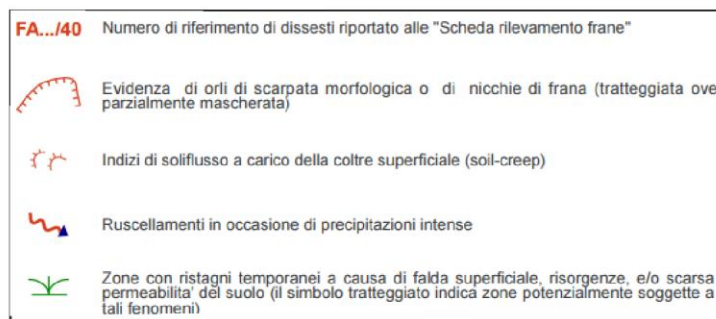 FA.../40 Numero di riferimento di dissesti riportato alle "Scheda rilevamento frane"
Evidenza di orli di scarpata morfologica o di nicchie di frana (tratteggiata ove
parzialmente mascherata)
Indizi di soliflusso a carico della coltre superficiale (soil-creep)
Ruscellamenti in occasione di precipitazioni intense
Zone con ristagni temporanei a causa di falda superficiale, risorgenze, e/o scarsa
permeabilita' del suolo (il simbolo tratteggiato indica zone potenzialmente soggette a
tali fenomeni)